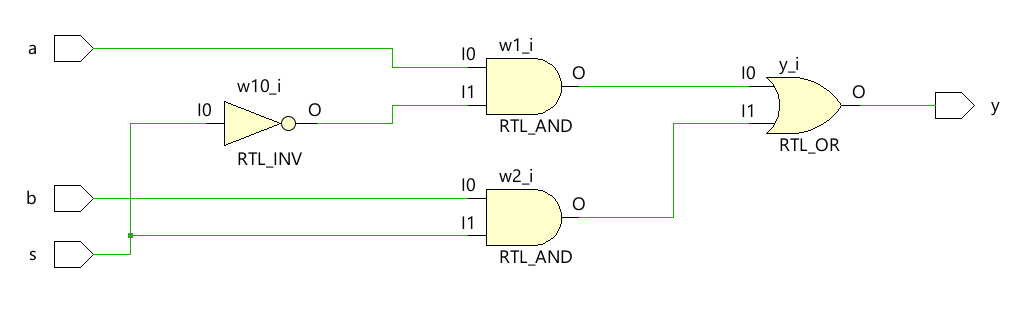 a
I0
w1_i
O
I1
RTL_AND
w10_i
I0
O
RTL_INV
y_i
I0
O
I1
RTL_OR
y
b
w2_i
I0
O
I1
RTL_AND
s